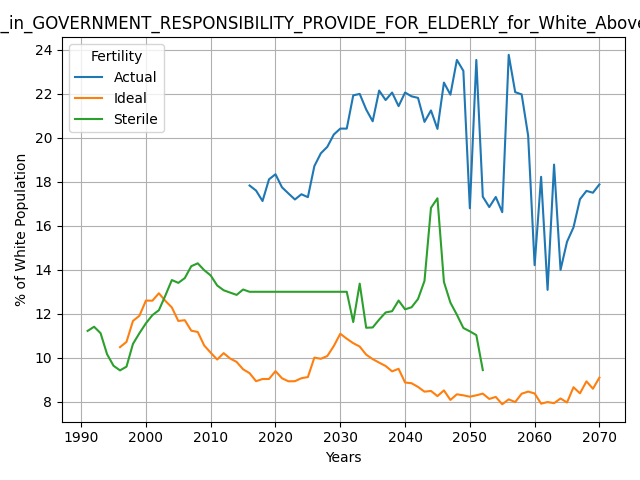 _in_GOVERNMENT_RESPONSIBILITY_PROVIDE_FOR_ELDERLY_for_White_Above
Fertility
Actual
Ideal
Sterile
% of White Population
24
22
20
18
16
14
12
10
8
1990 2000 2010 2020 2030 2040 2050 2060 2070
Years